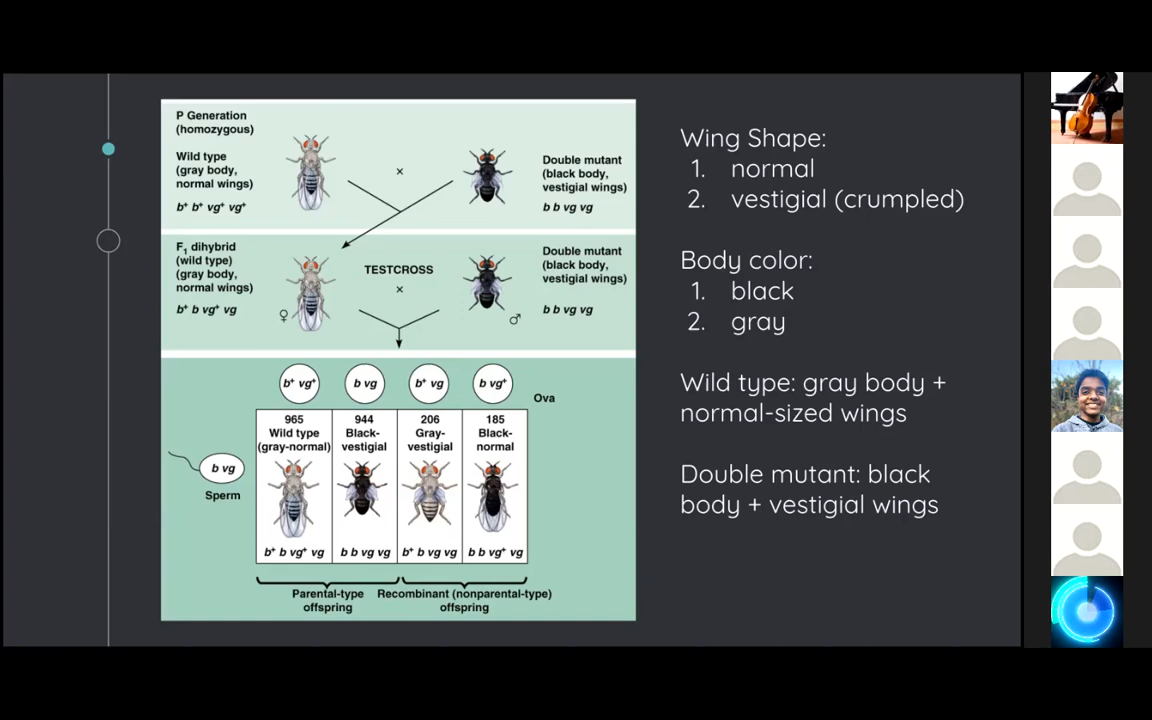 P Generation
(homozygous)
Wild type
(gray body,
normal wings)
b⁺ b⁺ vg⁺ vg⁺
×
Double mutant
(black body,
vestigial wings)
b b vg vg
F₁ dihybrid
(wild type)
(gray body,
normal wings)
b⁺ b vg⁺ vg
♀
TESTCROSS
×
Double mutant
(black body,
vestigial wings)
b b vg vg
♂
b⁺ vg⁺
b vg
b⁺ vg
b vg⁺
Ova
b vg
Sperm
965
Wild type
(gray-normal)
b⁺ b vg⁺ vg
944
Black-
vestigial
b b vg vg
206
Gray-
vestigial
b⁺ b vg vg
185
Black-
normal
b b vg⁺ vg
Parental-type
offspring
Recombinant (nonparental-type)
offspring
Wing Shape:
1. normal
2. vestigial (crumpled)
Body color:
1. black
2. gray
Wild type: gray body +
normal-sized wings
Double mutant: black
body + vestigial wings